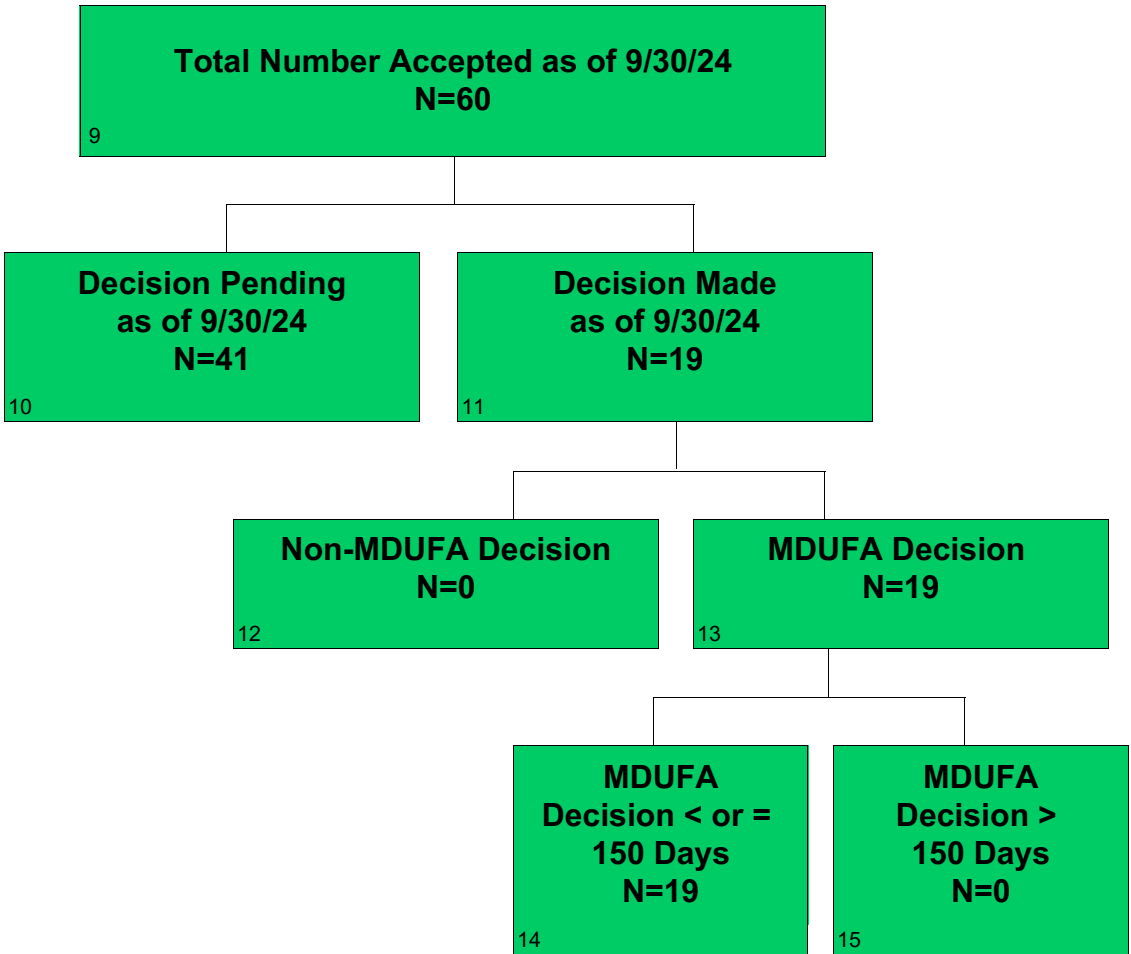 Total Number Accepted as of 9/30/24
N=60
9
Decision Pending
as of 9/30/24
N=41
10
Decision Made
as of 9/30/24
N=19
11
Non-MDUFA Decision
N=0
12
MDUFA Decision
N=19
13
MDUFA
Decision < or =
150 Days
N=19
14
MDUFA
Decision >
150 Days
N=0
15